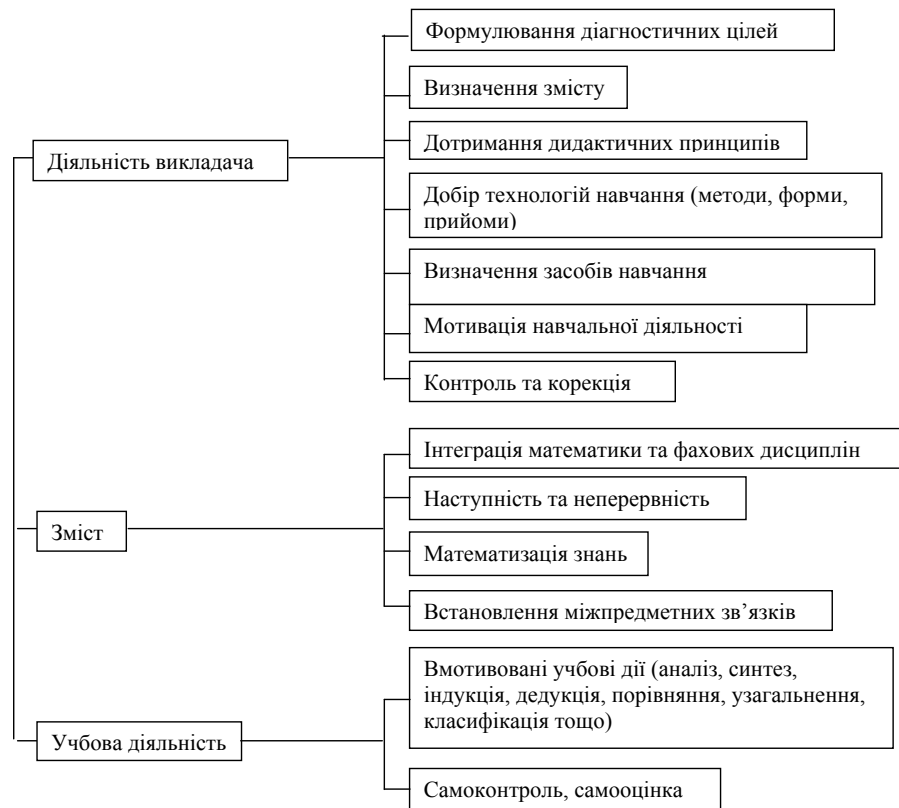 Формулювання діагностичних цілей
Визначення змісту
Дотримання дидактичних принципів
Діяльність викладача
Добір технологій навчання (методи, форми,
прийоми)
Визначення засобів навчання
Мотивація навчальної діяльності
Контроль та корекція
Інтеграція математики та фахових дисциплін
Наступність та неперервність
Зміст
Математизація знань
Встановлення міжпредметних зв’язків
Вмотивовані учбові дії (аналіз, синтез,
індукція, дедукція, порівняння, узагальнення,
класифікація тощо)
Учбова діяльність
Самоконтроль, самооцінка